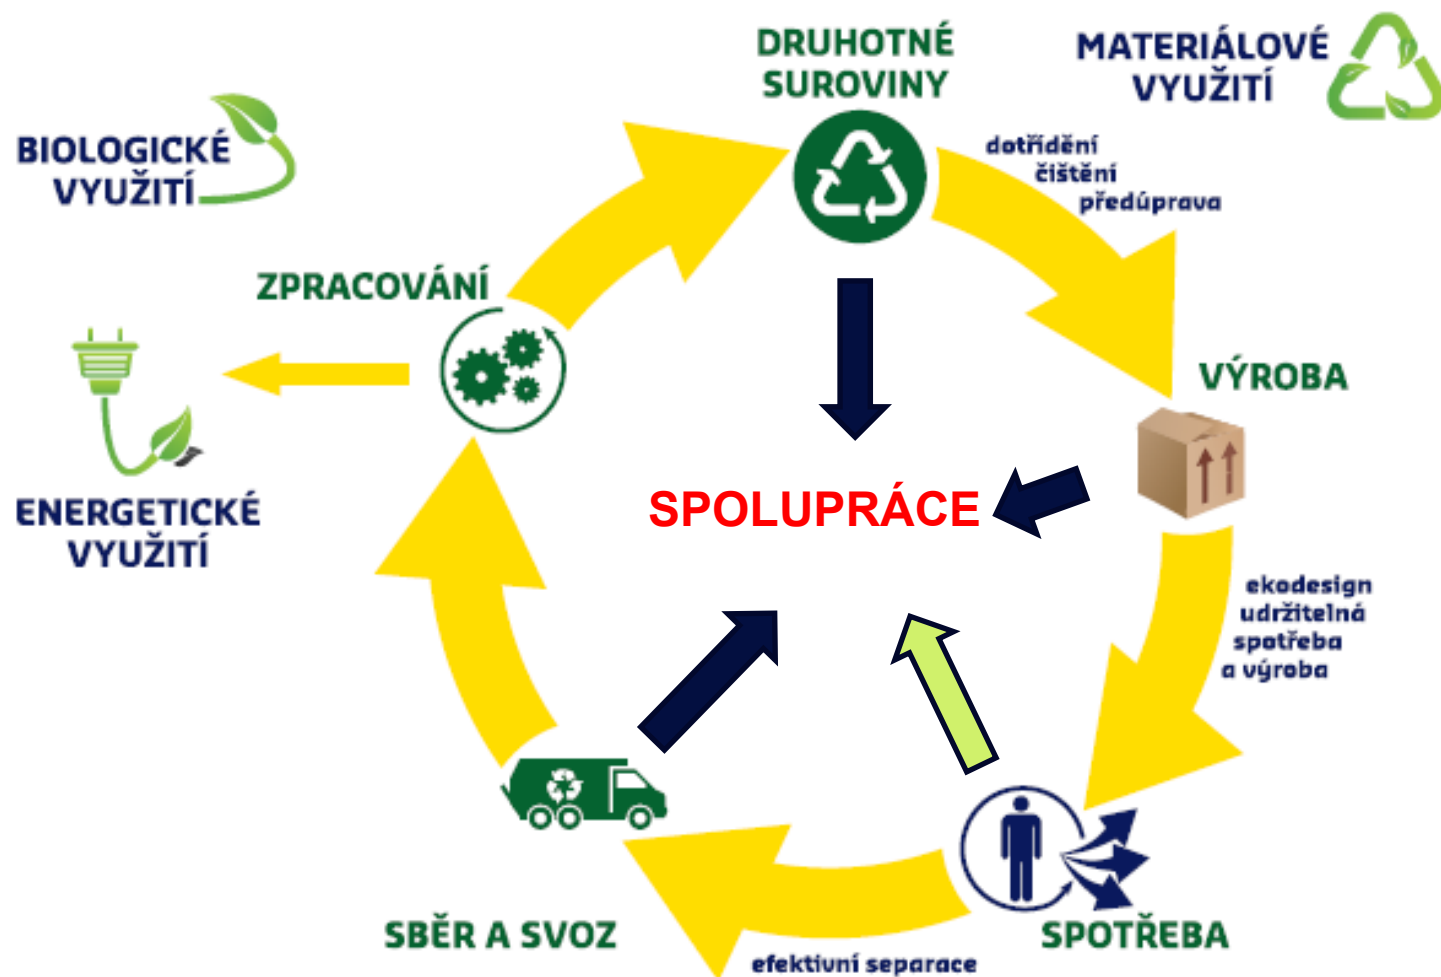 DRUHOTNÉ
SUROVINY
MATERIÁLOVÉ
VYUŽITÍ
BIOLOGICKÉ
VYUŽITÍ
dotřídění
čištění
předúprava
ZPRACOVÁNÍ
VÝROBA
ENERGETICKÉ
VYUŽITÍ
SPOLUPRÁCE
ekodesign
udržitelná
spotřeba
a výroba
SBĚR A SVOZ
SPOTŘEBA
efektivní separace